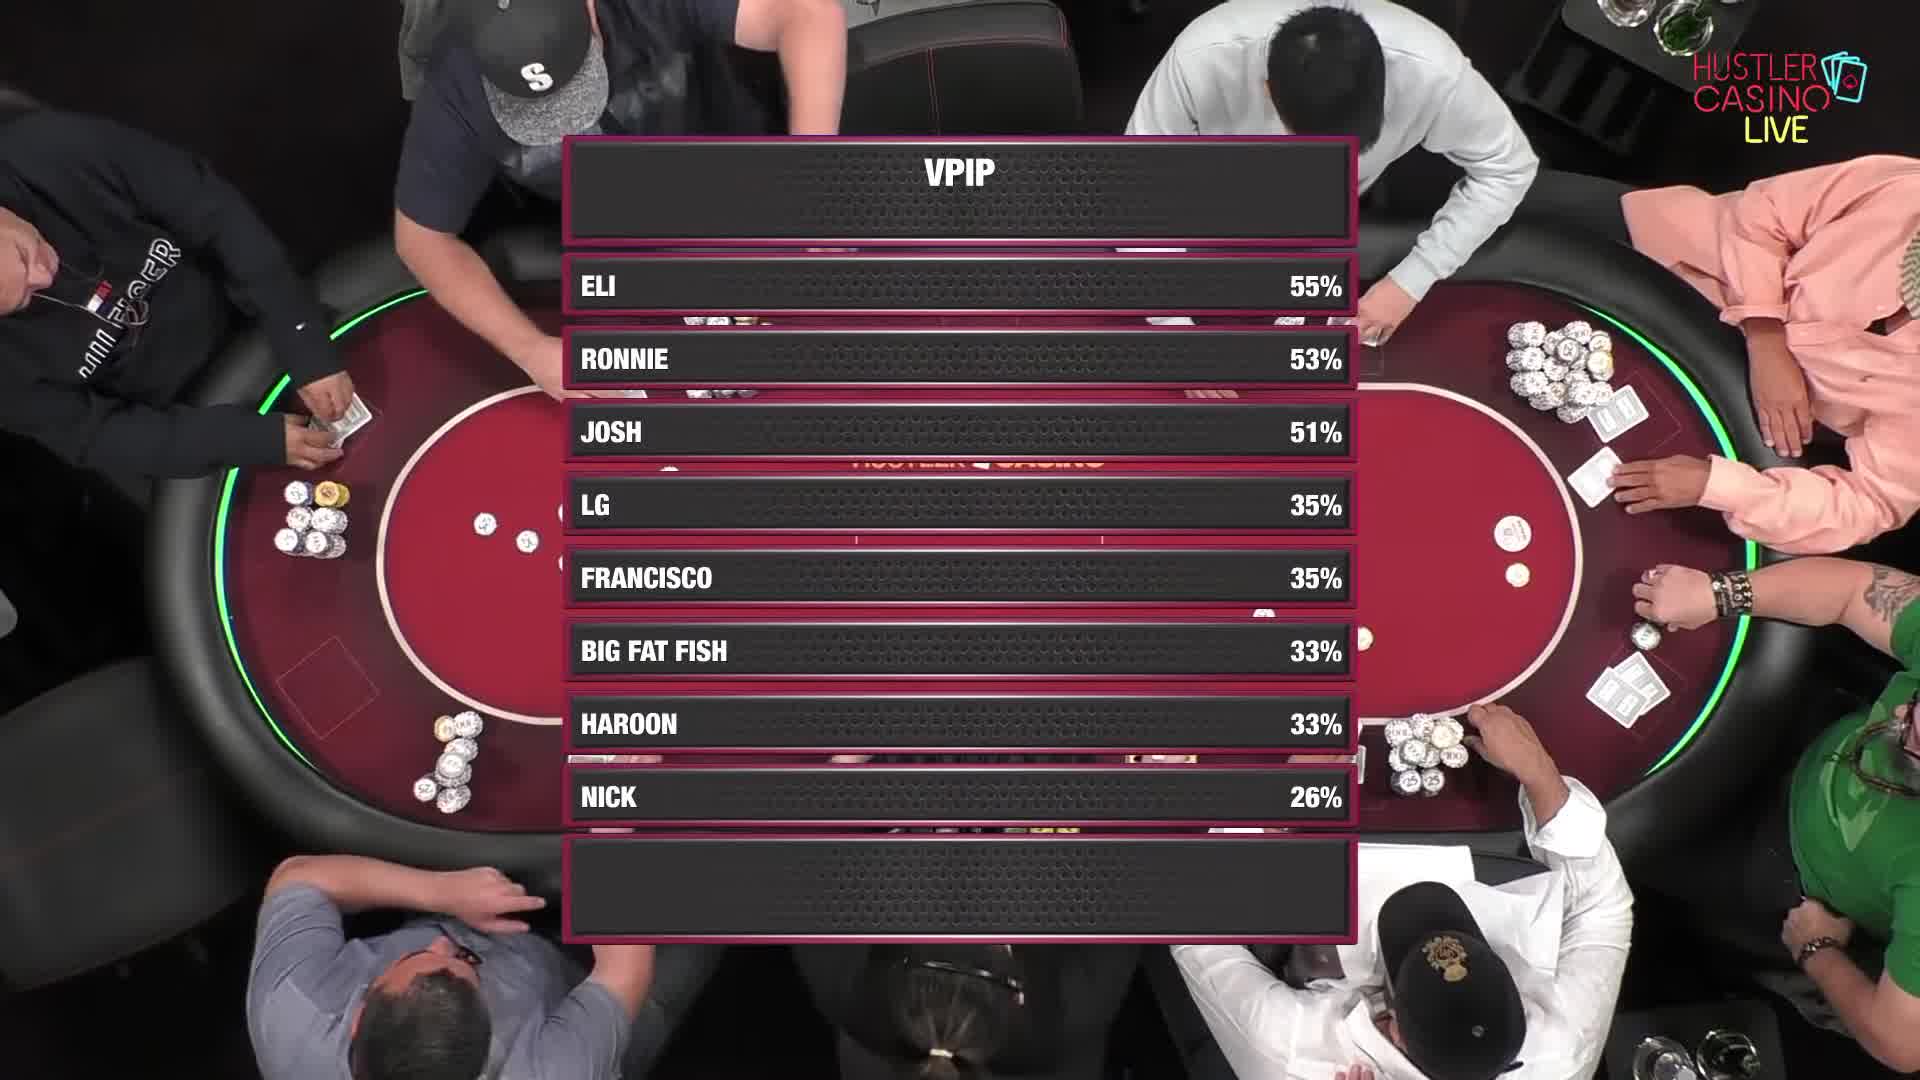 HUSTLER
CASINO
LIVE
VPIP
ELI 55%
RONNIE 53%
JOSH 51%
LG 35%
FRANCISCO 35%
BIG FAT FISH 33%
HAROON 33%
NICK 26%
S